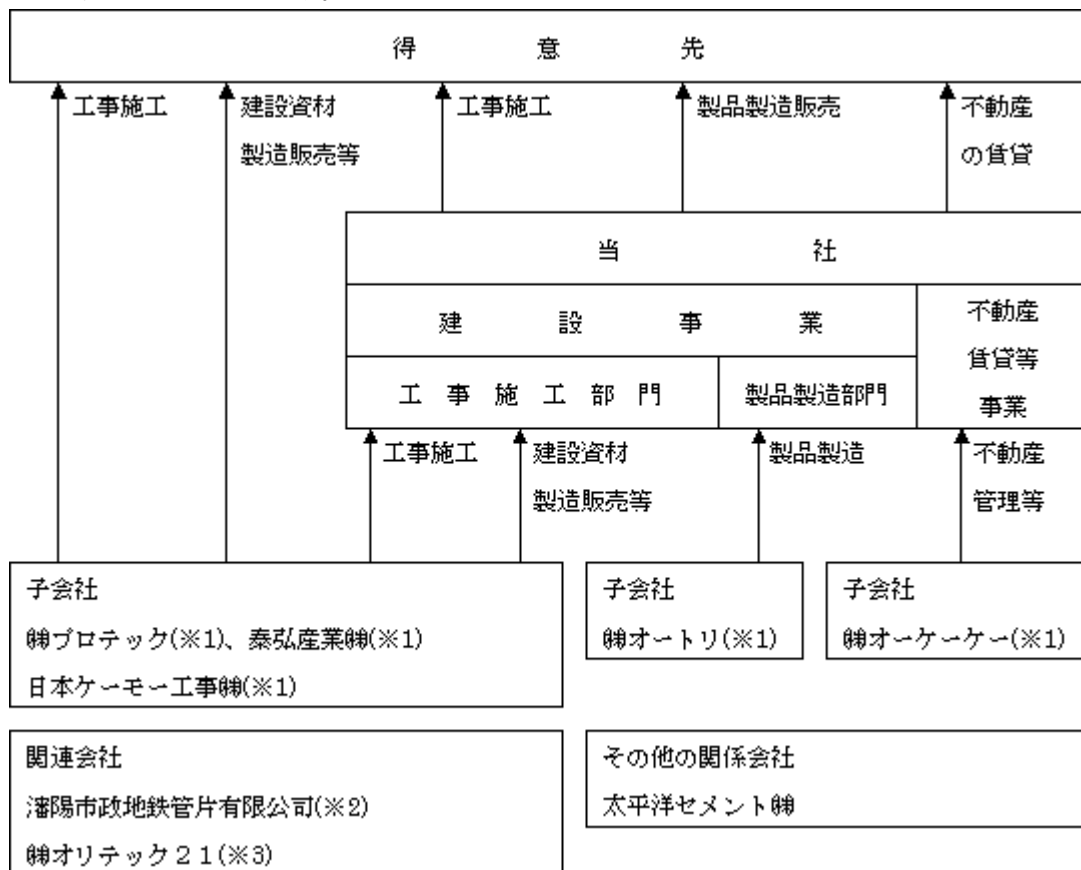 得意先
工事施工
建設資材
製造販売等
工事施工
製品製造販売
不動産
の賃貸
当社
建設事業
不動産
賃貸等
事業
工事施工部門
製品製造部門
工事施工
建設資材
製造販売等
製品製造
不動産
管理等
子会社
㈱プロテック(※1)、泰弘産業㈱(※1)
日本ケーモー工事㈱(※1)
子会社
㈱オートリ(※1)
子会社
㈱オーケーケー(※1)
関連会社
瀋陽市政地鉄管片有限公司(※2)
㈱オリテック２１(※3)
その他の関係会社
太平洋セメント㈱